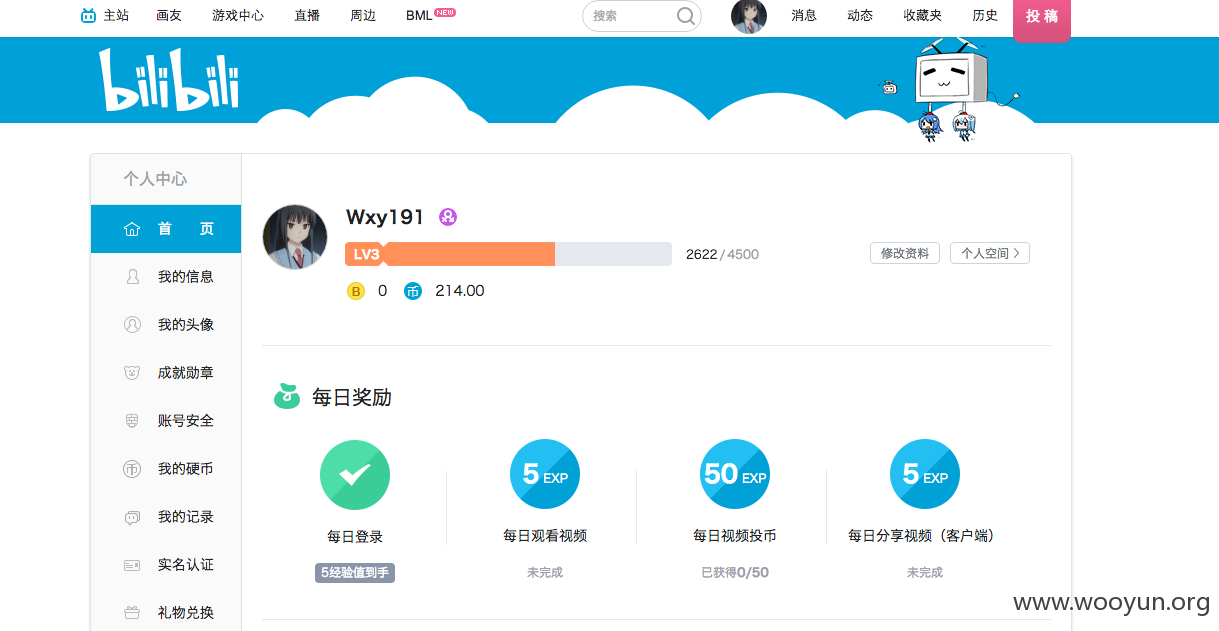 主站 画友 游戏中心 直播 周边 BML NEW 搜索 消息 动态 收藏夹 历史 投稿
bilibili
个人中心
首 页
我的信息
我的头像
成就勋章
账号安全
我的硬币
我的记录
实名认证
礼物兑换
Wxy191
LV3 2622/4500 修改资料 个人空间
B 0 币 214.00
每日奖励
5 EXP 50 EXP 5 EXP
每日登录 每日观看视频 每日视频投币 每日分享视频（客户端）
5经验值到手 未完成 已获得0/50 未完成
www.wooyun.org